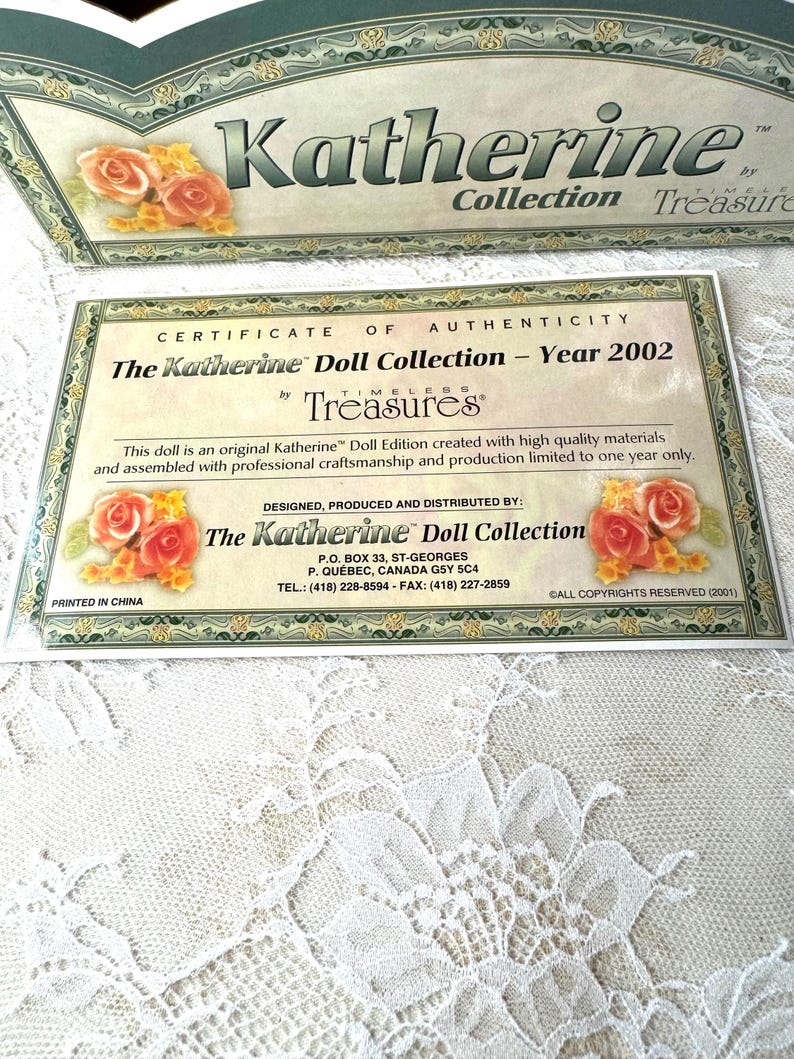 Katherine™
Collection by
TIMELE
Treasure
CERTIFICATE OF AUTHENTICITY
The Katherine™ Doll Collection – Year 2002
by TIMELESS
Treasures®
This doll is an original Katherine™ Doll Edition created with high quality materials
and assembled with professional craftsmanship and production limited to one year only.
DESIGNED, PRODUCED AND DISTRIBUTED BY:
The Katherine™ Doll Collection
P.O. BOX 33, ST-GEORGES
P. QUÉBEC, CANADA G5Y 5C4
TEL.: (418) 228-8594 - FAX: (418) 227-2859
PRINTED IN CHINA
©ALL COPYRIGHTS RESERVED (2001)